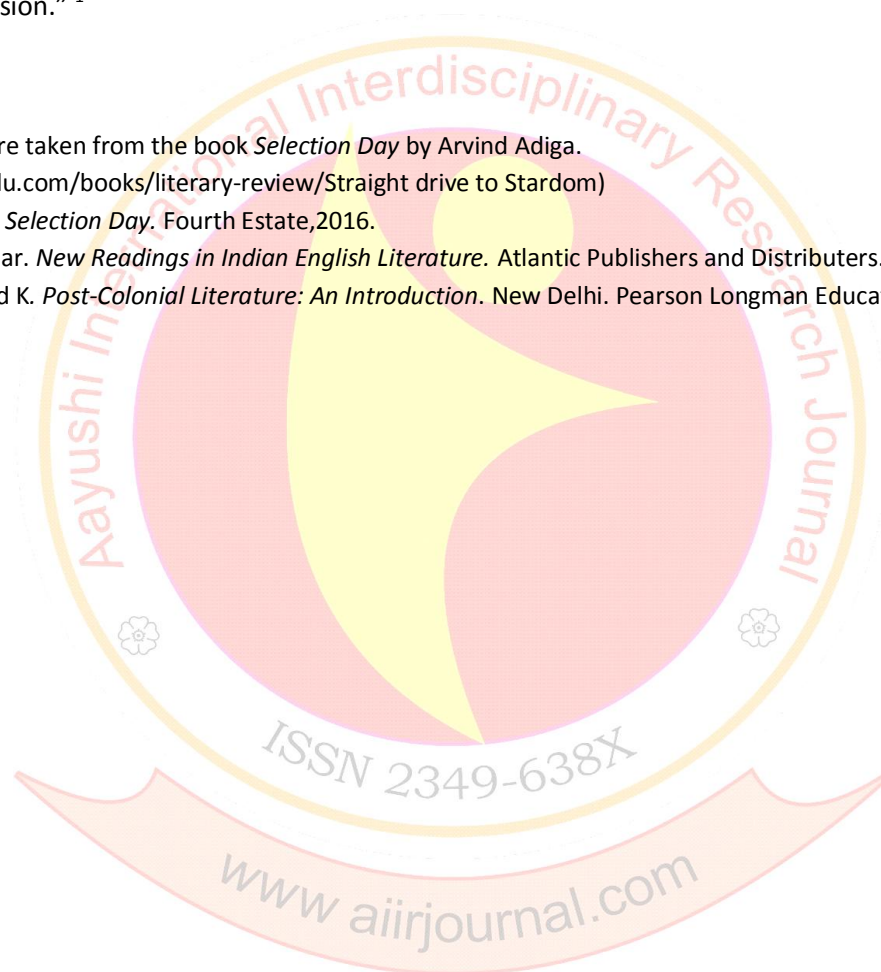 sion.” 1
re taken from the book Selection Day by Arvind Adiga.
lu.com/books/literary-review/Straight drive to Stardom)
Selection Day. Fourth Estate,2016.
ar. New Readings in Indian English Literature. Atlantic Publishers and Distributers.
d K. Post-Colonial Literature: An Introduction. New Delhi. Pearson Longman Educa
Aayushi International Interdisciplinary Research Journal
ISSN 2349-638X
www aiirjournal.com